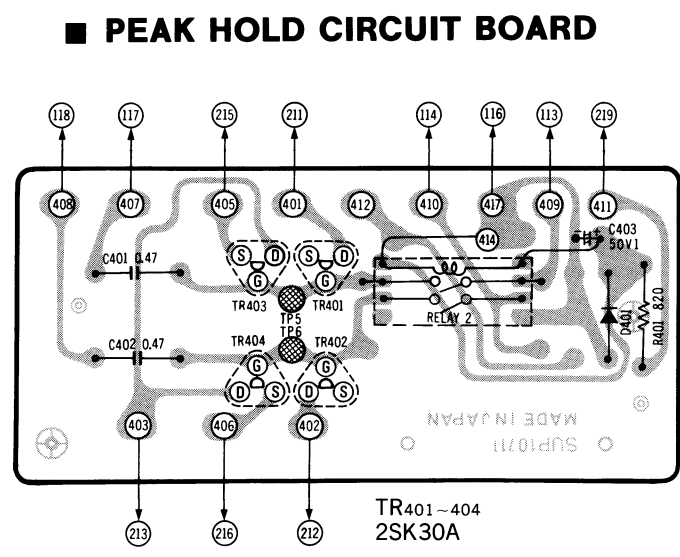 ■ PEAK HOLD CIRCUIT BOARD
118 117 215 211 114 116 113 219
408 407 405 401 412 410 417 409 411
414
C403
50V1
S D S D
G G
C401 0.47
TR403 TR401
TP5
TP6
RELAY 2
D401
R401 820
C402 0.47
TR404 TR402
G G
D S D S
MADE IN JAPAN
SUP10711
403 406 402
213 216 212
TR401~404
2SK30A